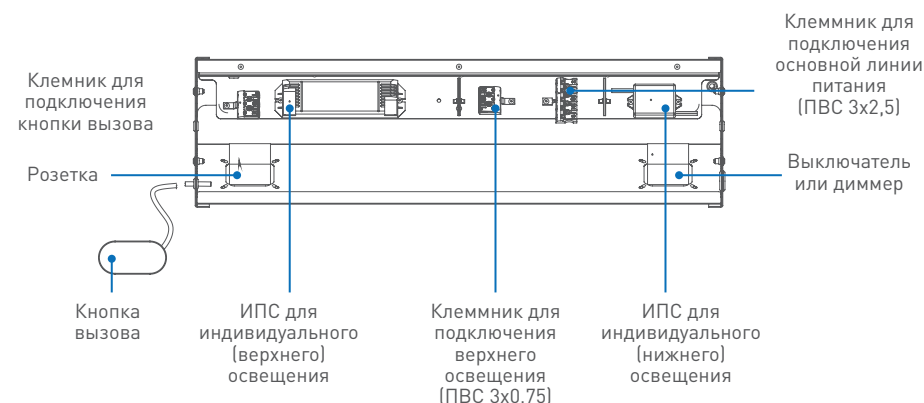 Клеммник для
подключения
основной линии
питания
(ПВС 3х2,5)
Клемник для
подключения
кнопки вызова
Розетка
Выключатель
или диммер
Кнопка
вызова
ИПС для
индивидуального
(верхнего)
освещения
Клеммник для
подключения
верхнего
освещения
(ПВС 3х0,75)
ИПС для
индивидуального
(нижнего)
освещения